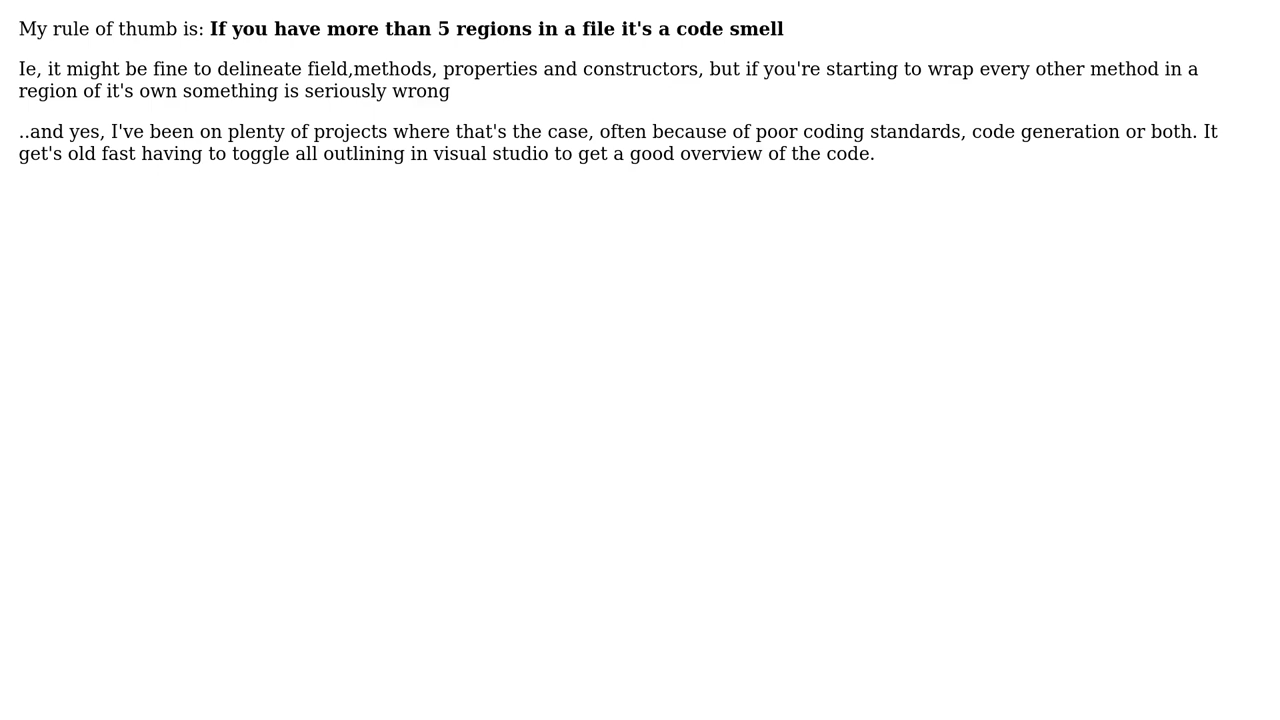 My rule of thumb is: If you have more than 5 regions in a file it's a code smell
Ie, it might be fine to delineate field,methods, properties and constructors, but if you're starting to wrap every other method in a
region of it's own something is seriously wrong
..and yes, I've been on plenty of projects where that's the case, often because of poor coding standards, code generation or both. It
get's old fast having to toggle all outlining in visual studio to get a good overview of the code.